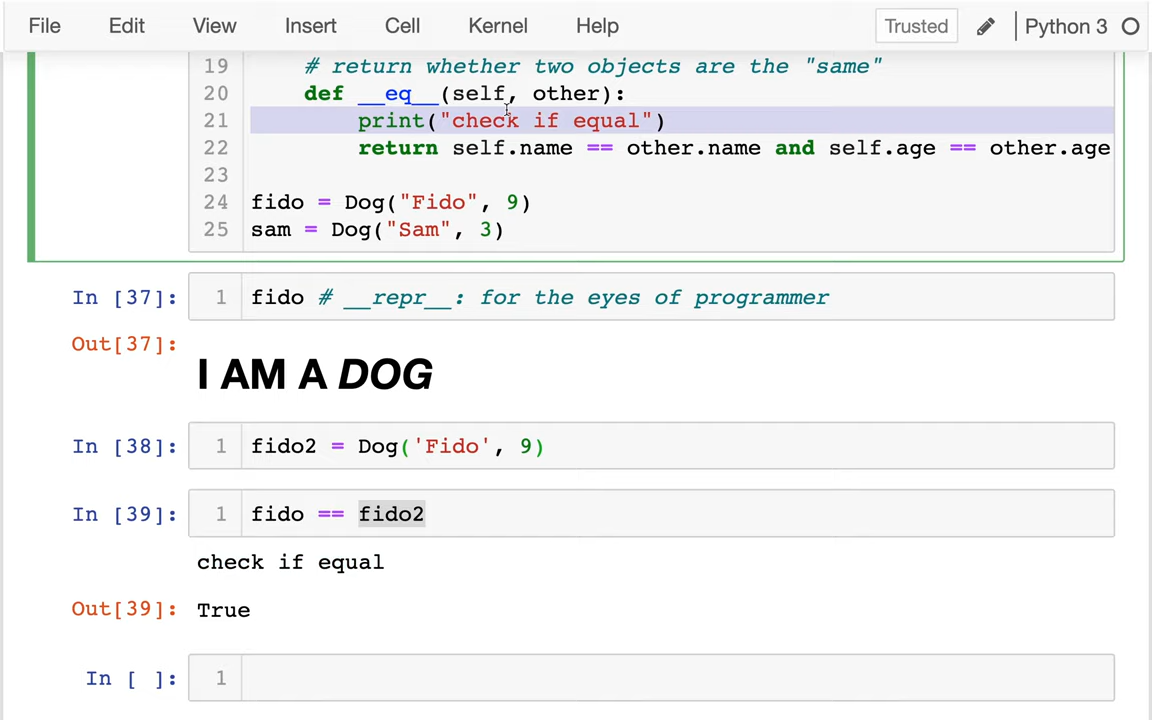 File Edit View Insert Cell Kernel Help Trusted Python 3
19 # return whether two objects are the "same"
20 def __eq__(self, other):
21 print("check if equal")
22 return self.name == other.name and self.age == other.age
23
24 fido = Dog("Fido", 9)
25 sam = Dog("Sam", 3)
In [37]: 1 fido # __repr__: for the eyes of programmer
Out[37]:
I AM A DOG
In [38]: 1 fido2 = Dog('Fido', 9)
In [39]: 1 fido == fido2
check if equal
Out[39]: True
In [ ]: 1